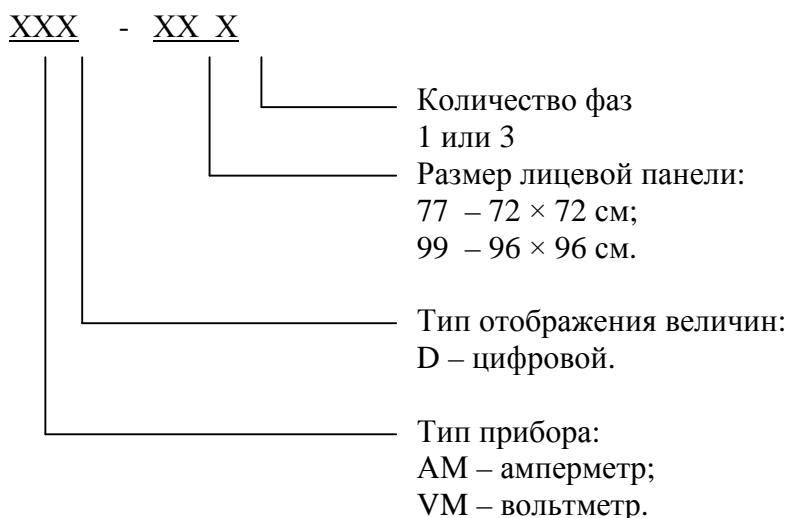 XXX - XX X
Количество фаз
1 или 3
Размер лицевой панели:
77 – 72 × 72 см;
99 – 96 × 96 см.
Тип отображения величин:
D – цифровой.
Тип прибора:
AM – амперметр;
VM – вольтметр.